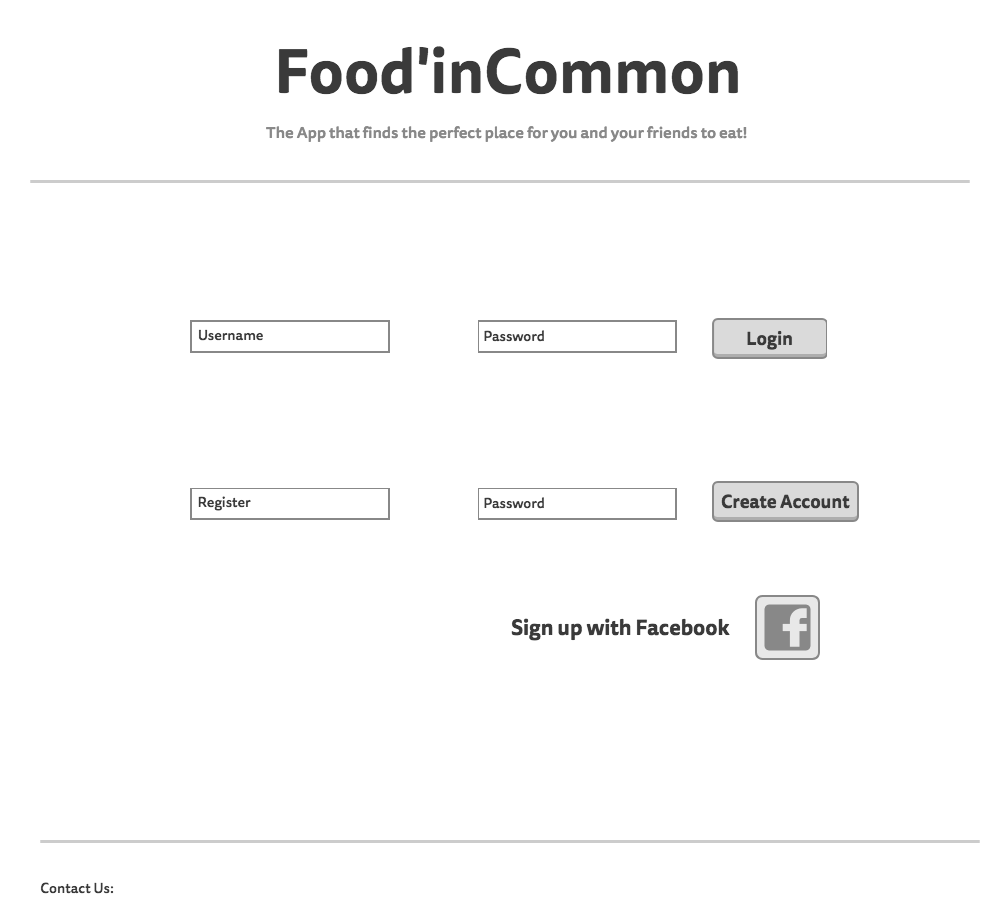 Food'inCommon
The App that finds the perfect place for you and your friends to eat!
Username
Password
Login
Register
Password
Create Account
Sign up with Facebook
f
Contact Us: